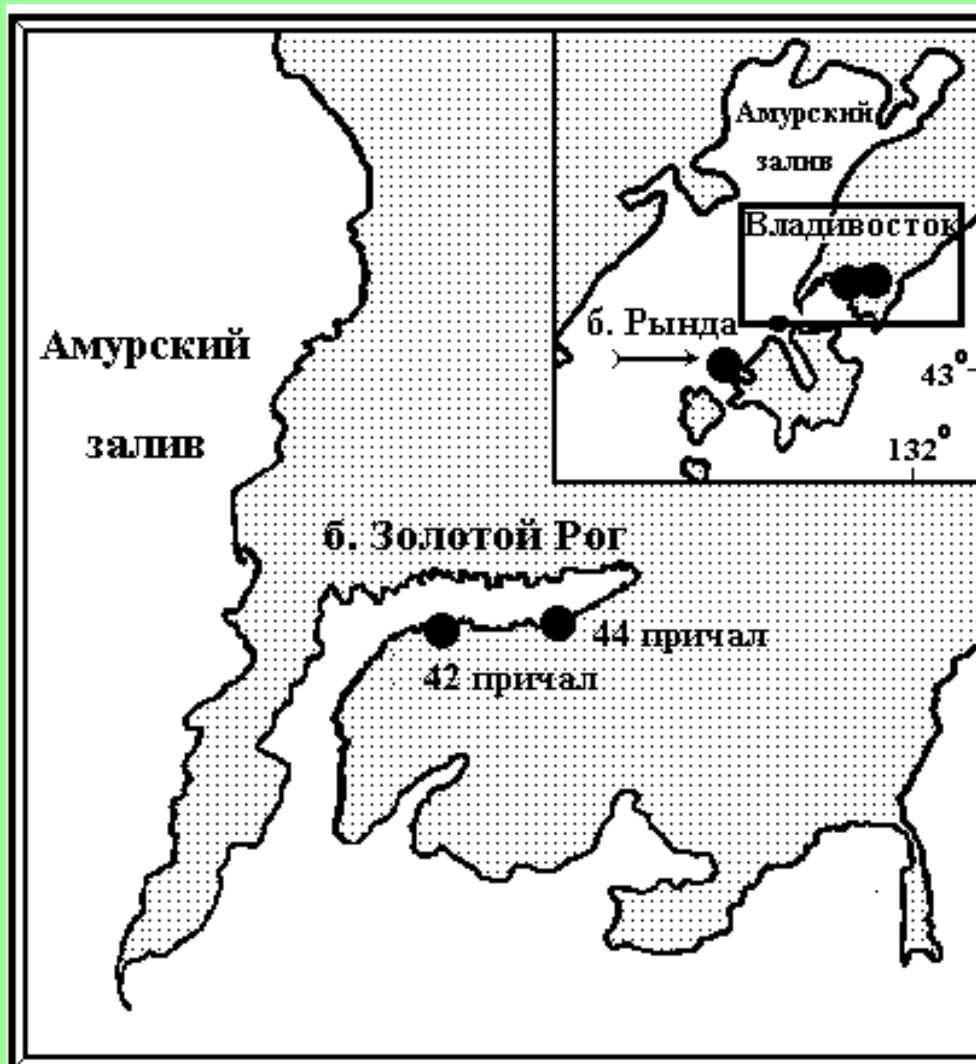 Амурский
залив
Владивосток
б. Рында
43°
132°
Амурский
залив
б. Золотой Рог
44 причал
42 причал